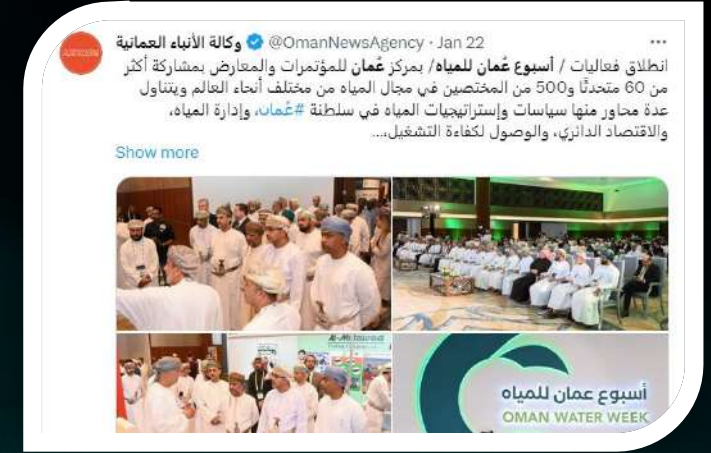 وكالة الأنباء العمانية @OmanNewsAgency · Jan 22
انطلاق فعاليات / أسبوع عُمان للمياه/ بمركز عُمان للمؤتمرات والمعارض بمشاركة أكثر
من 60 متحدثًا و500 من المختصين في مجال المياه من مختلف أنحاء العالم ويتناول
عدة محاور منها سياسات وإستراتيجيات المياه في سلطنة #عُمان، وإدارة المياه،
والاقتصاد الدائري، والوصول لكفاءة التشغيل،...
Show more
أسبوع عمان للمياه
OMAN WATER WEEK